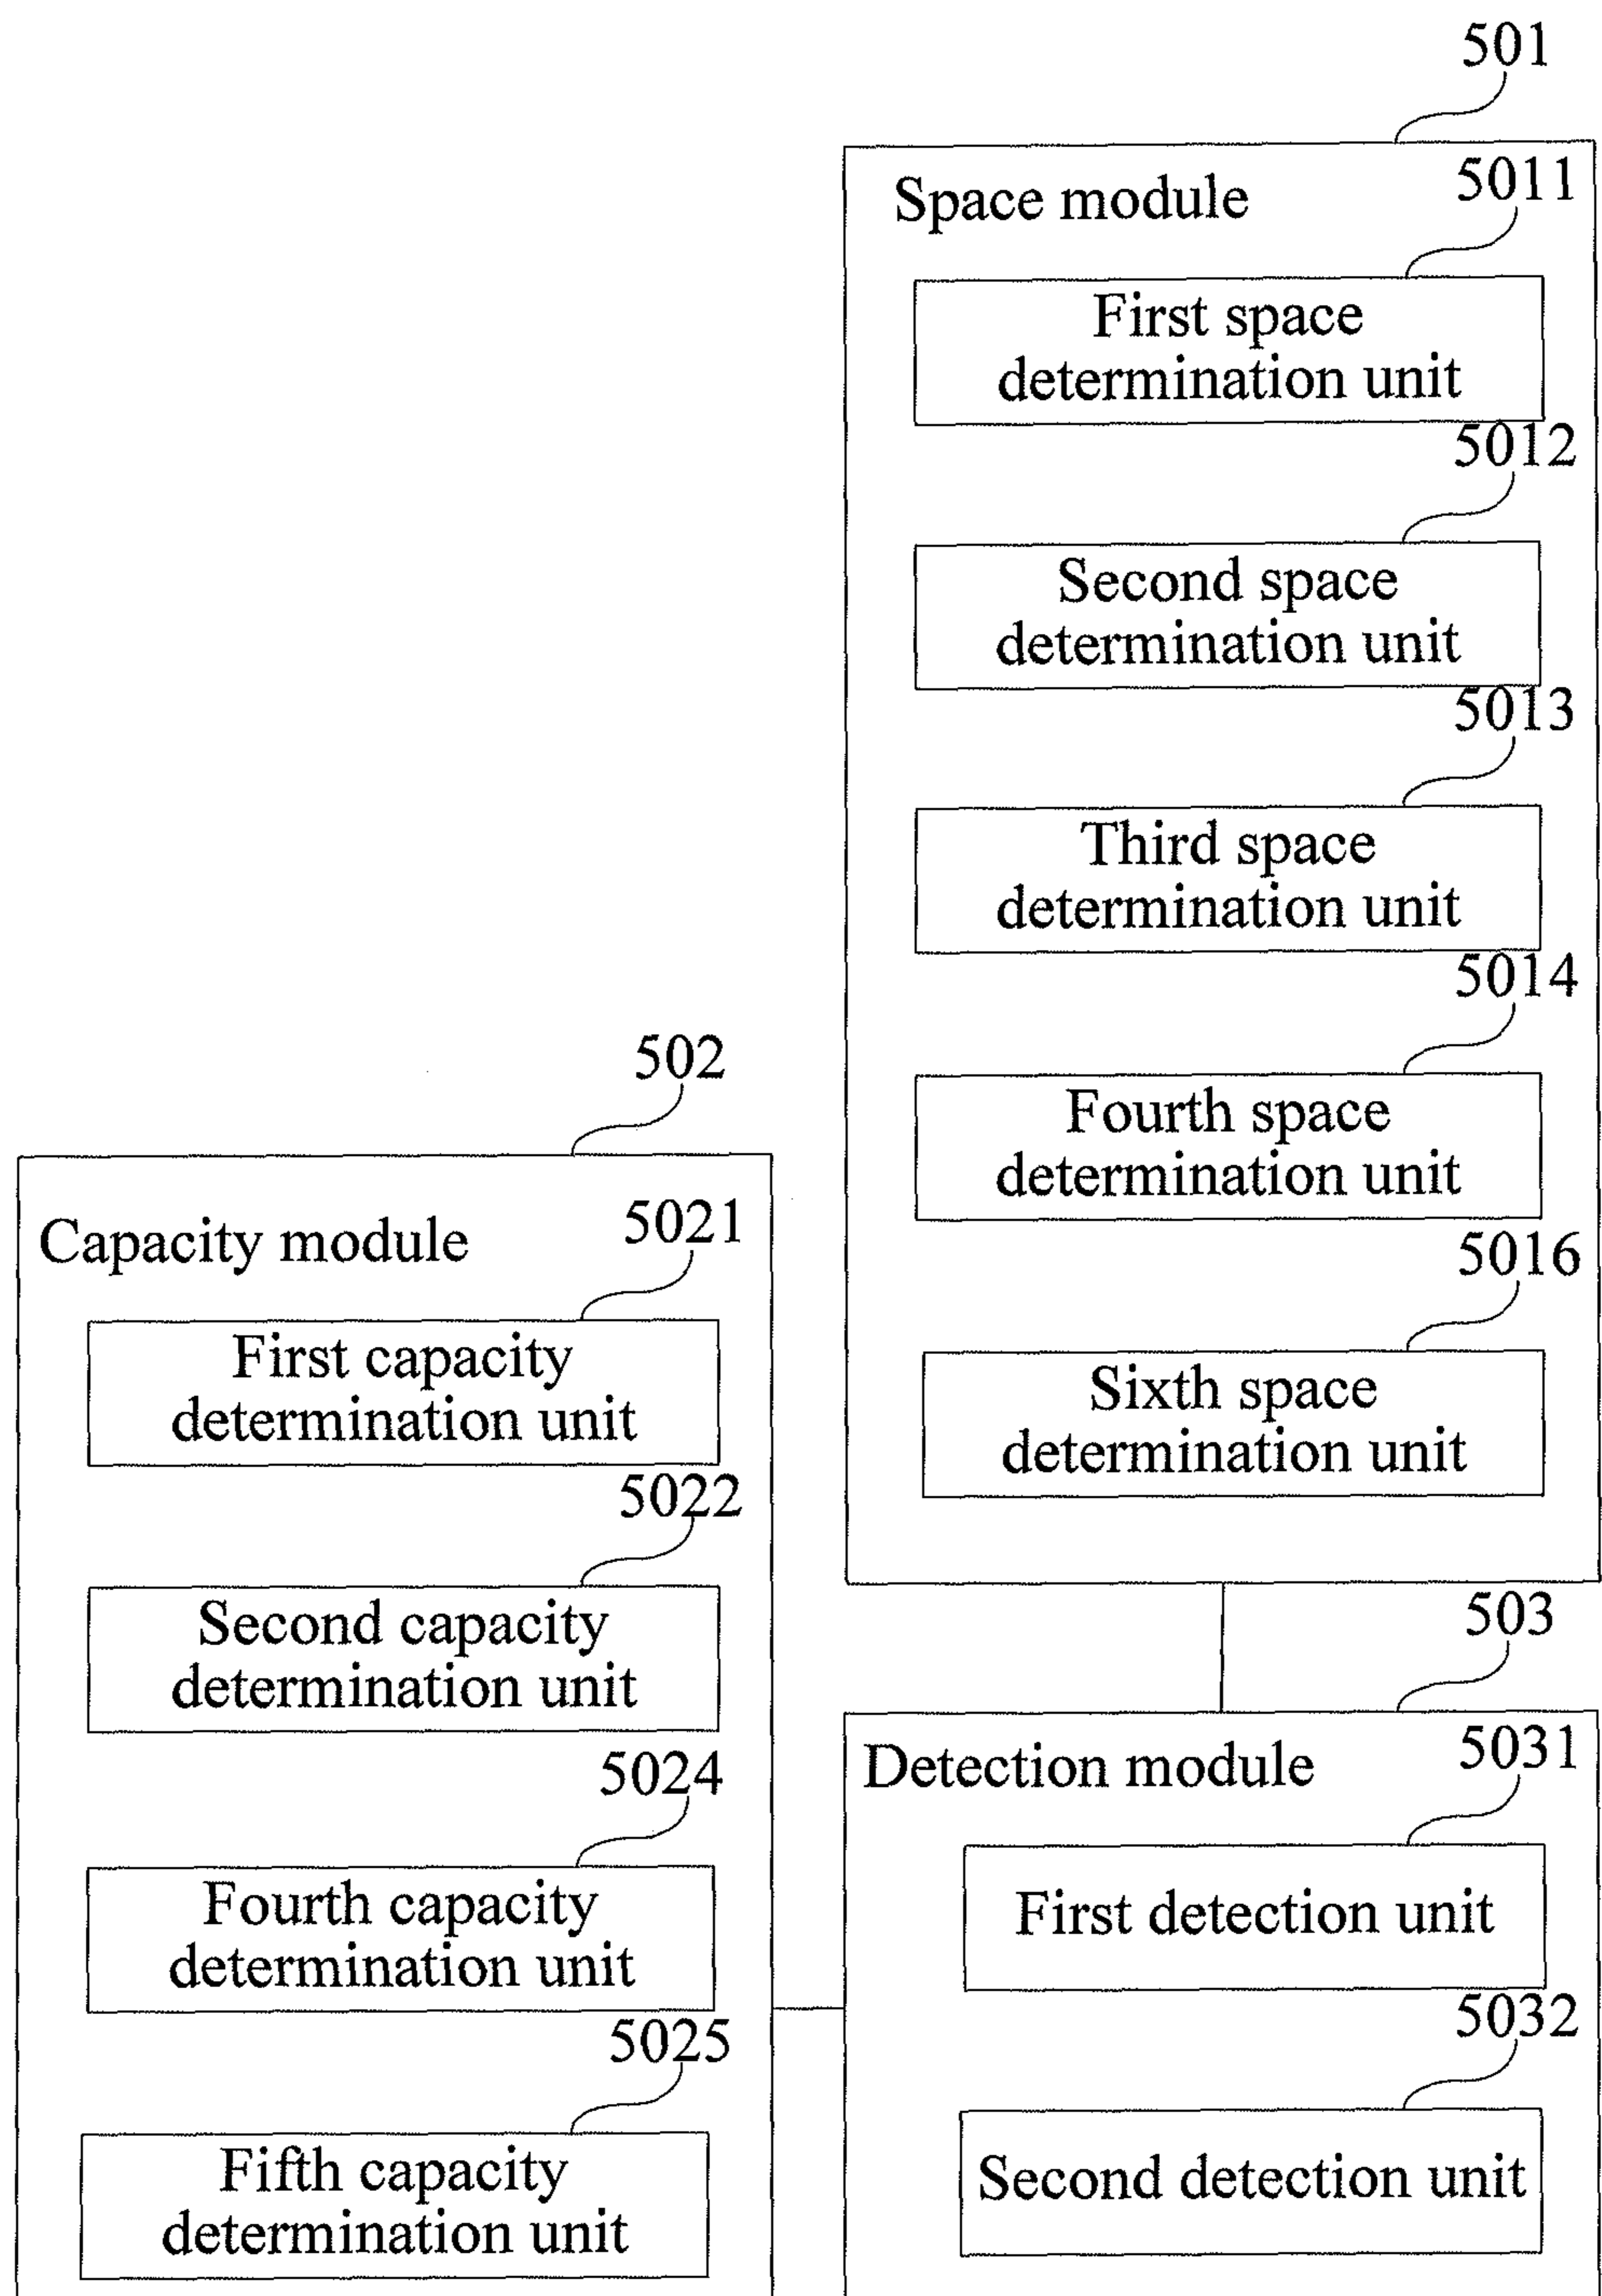 501
Space module
5011
First space
determination unit
5012
Second space
determination unit
5013
Third space
determination unit
5014
Fourth space
determination unit
5016
Sixth space
determination unit
502
Capacity module
5021
First capacity
determination unit
5022
Second capacity
determination unit
5024
Fourth capacity
determination unit
5025
Fifth capacity
determination unit
503
Detection module
5031
First detection unit
5032
Second detection unit